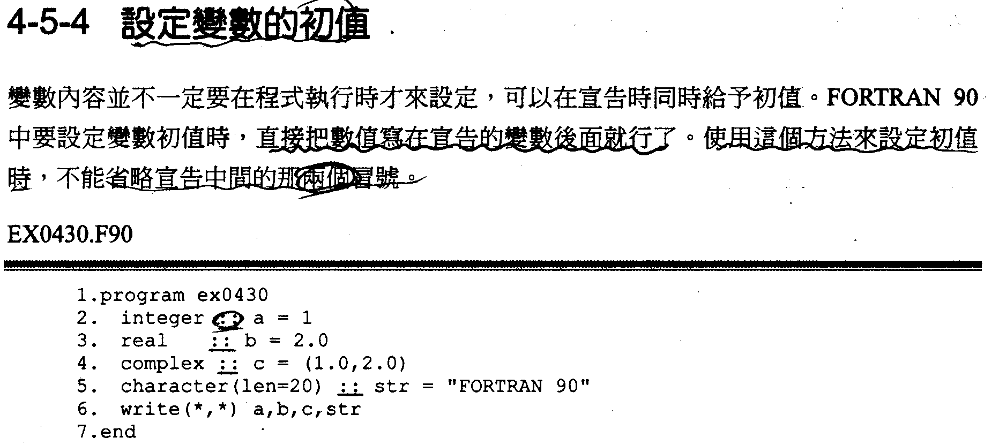 4-5-4 設定變數的初值
變數內容並不一定要在程式執行時才來設定，可以在宣告時同時給予初值。FORTRAN 90
中要設定變數初值時，直接把數值寫在宣告的變數後面就行了。使用這個方法來設定初值
時，不能省略宣告中間的那兩個冒號。
EX0430.F90
1.program ex0430
2. integer :: a = 1
3. real :: b = 2.0
4. complex :: c = (1.0,2.0)
5. character(len=20) :: str = "FORTRAN 90"
6. write(*,*) a,b,c,str
7.end